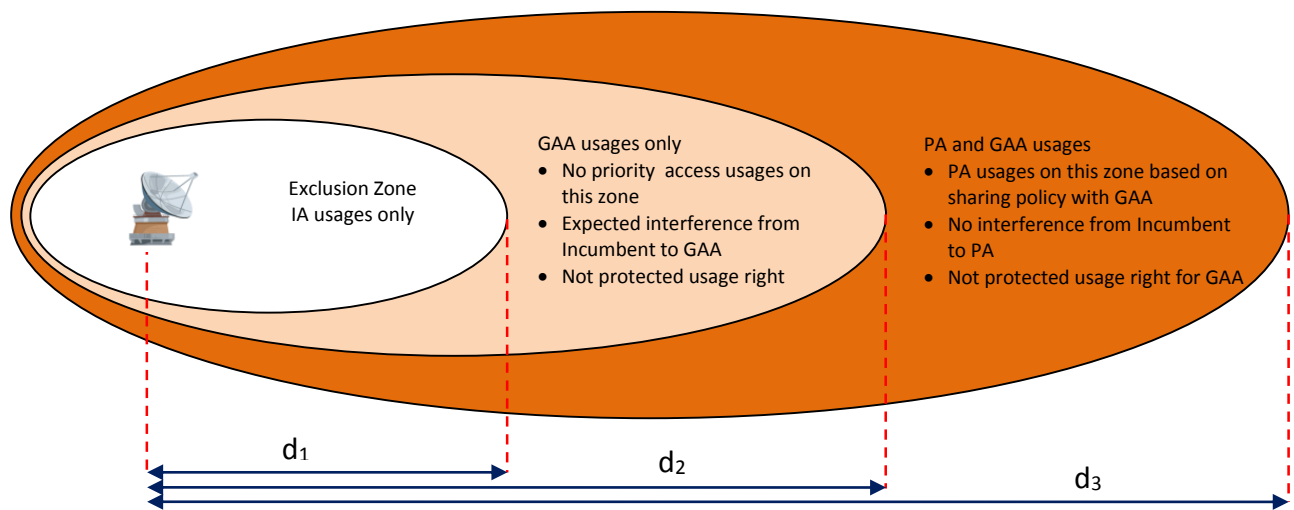 Exclusion Zone
IA usages only
GAA usages only
• No priority access usages on
this zone
• Expected interference from
Incumbent to GAA
• Not protected usage right
PA and GAA usages
• PA usages on this zone based on
sharing policy with GAA
• No interference from Incumbent
to PA
• Not protected usage right for GAA
d1
d2
d3